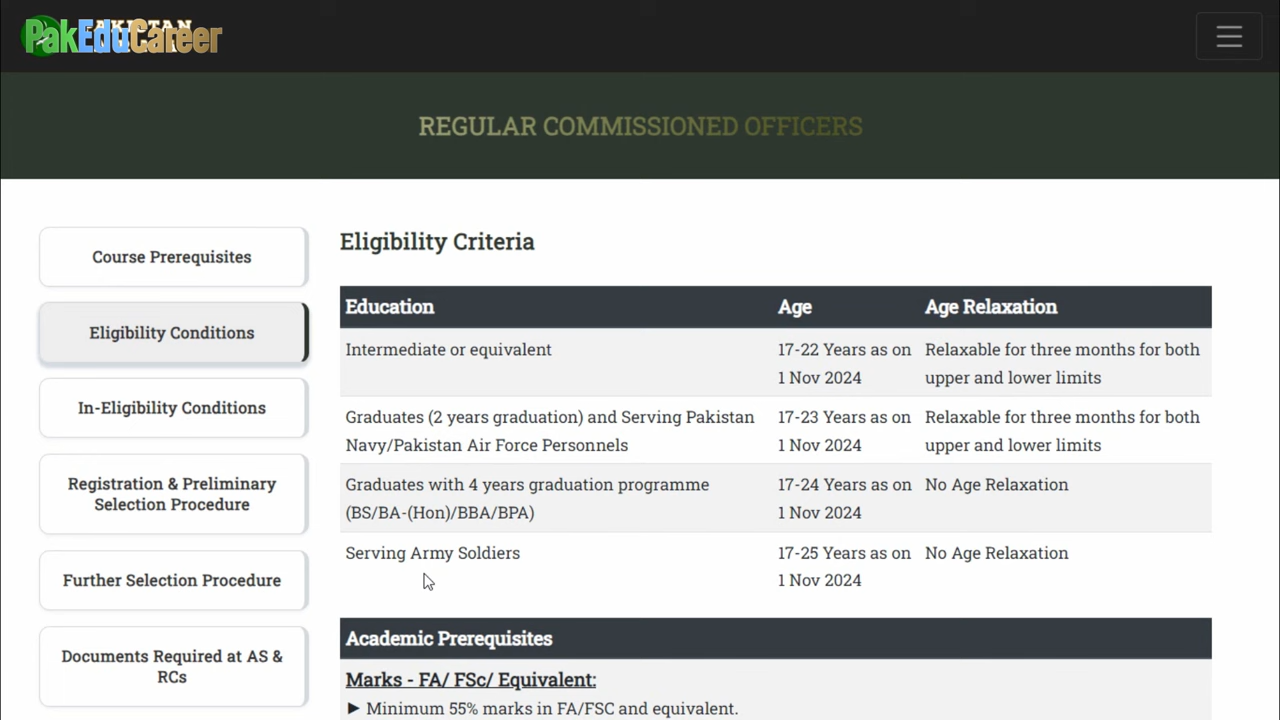 PakEduCareer
REGULAR COMMISSIONED OFFICERS
Course Prerequisites
Eligibility Conditions
In-Eligibility Conditions
Registration & Preliminary
Selection Procedure
Further Selection Procedure
Documents Required at AS &
RCs
Eligibility Criteria
Education Age Age Relaxation
Intermediate or equivalent 17-22 Years as on Relaxable for three months for both
1 Nov 2024 upper and lower limits
Graduates (2 years graduation) and Serving Pakistan 17-23 Years as on Relaxable for three months for both
Navy/Pakistan Air Force Personnels 1 Nov 2024 upper and lower limits
Graduates with 4 years graduation programme 17-24 Years as on No Age Relaxation
(BS/BA-(Hon)/BBA/BPA) 1 Nov 2024
Serving Army Soldiers 17-25 Years as on No Age Relaxation
1 Nov 2024
Academic Prerequisites
Marks - FA/ FSc/ Equivalent:
► Minimum 55% marks in FA/FSC and equivalent.